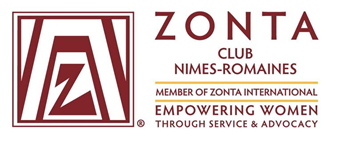 ZONTA
CLUB
NIMES-ROMAINES
MEMBER OF ZONTA INTERNATIONAL
EMPOWERING WOMEN
THROUGH SERVICE & ADVOCACY
®